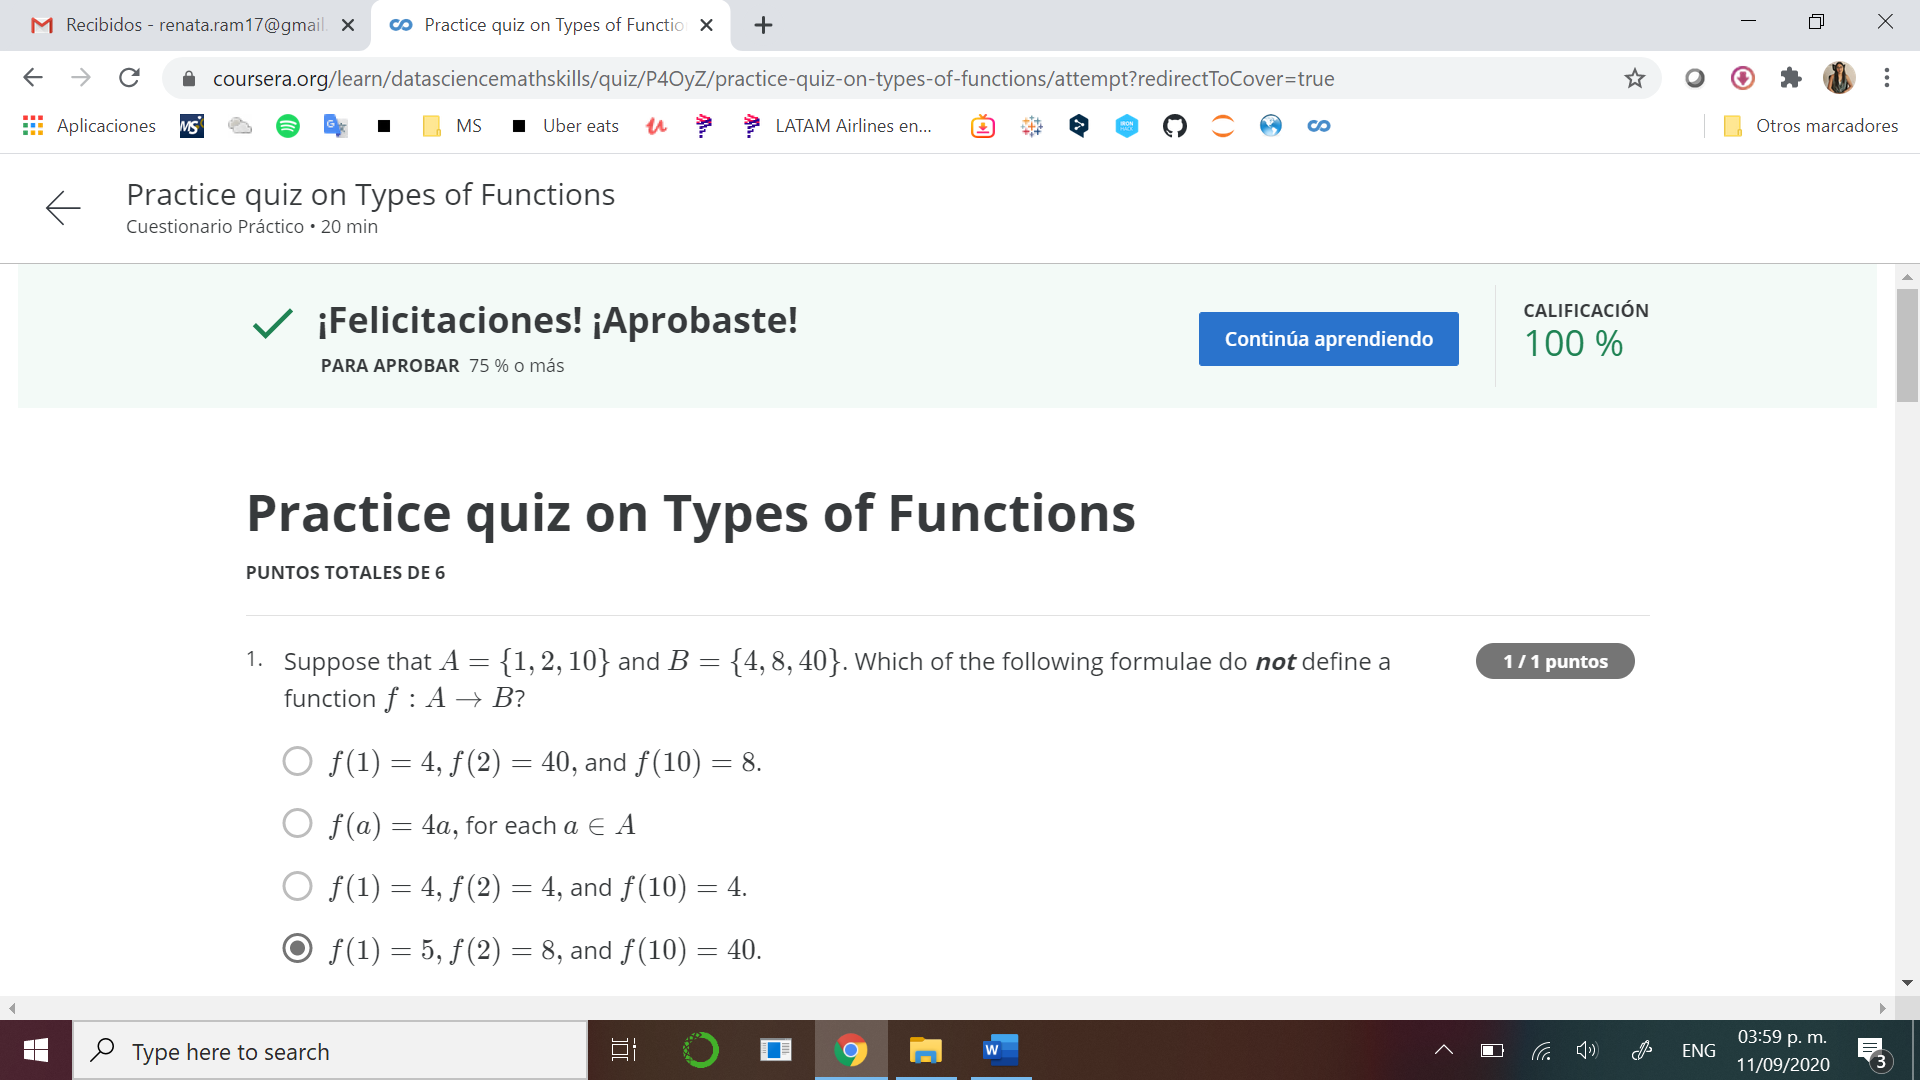 Recibidos - renata.ram17@gmail.
Practice quiz on Types of Functio
coursera.org/learn/datasciencemathskills/quiz/P4OyZ/practice-quiz-on-types-of-functions/attempt?redirectToCover=true
Aplicaciones
MS
Uber eats
LATAM Airlines en...
Otros marcadores
Practice quiz on Types of Functions
Cuestionario Práctico • 20 min
¡Felicitaciones! ¡Aprobaste!
PARA APROBAR 75 % o más
Continúa aprendiendo
CALIFICACIÓN
100 %
Practice quiz on Types of Functions
PUNTOS TOTALES DE 6
1. Suppose that A = {1, 2, 10} and B = {4, 8, 40}. Which of the following formulae do not define a
function f : A → B?
1 / 1 puntos
f(1) = 4, f(2) = 40, and f(10) = 8.
f(a) = 4a, for each a ∈ A
f(1) = 4, f(2) = 4, and f(10) = 4.
f(1) = 5, f(2) = 8, and f(10) = 40.
Type here to search
ENG
03:59 p. m.
11/09/2020
3